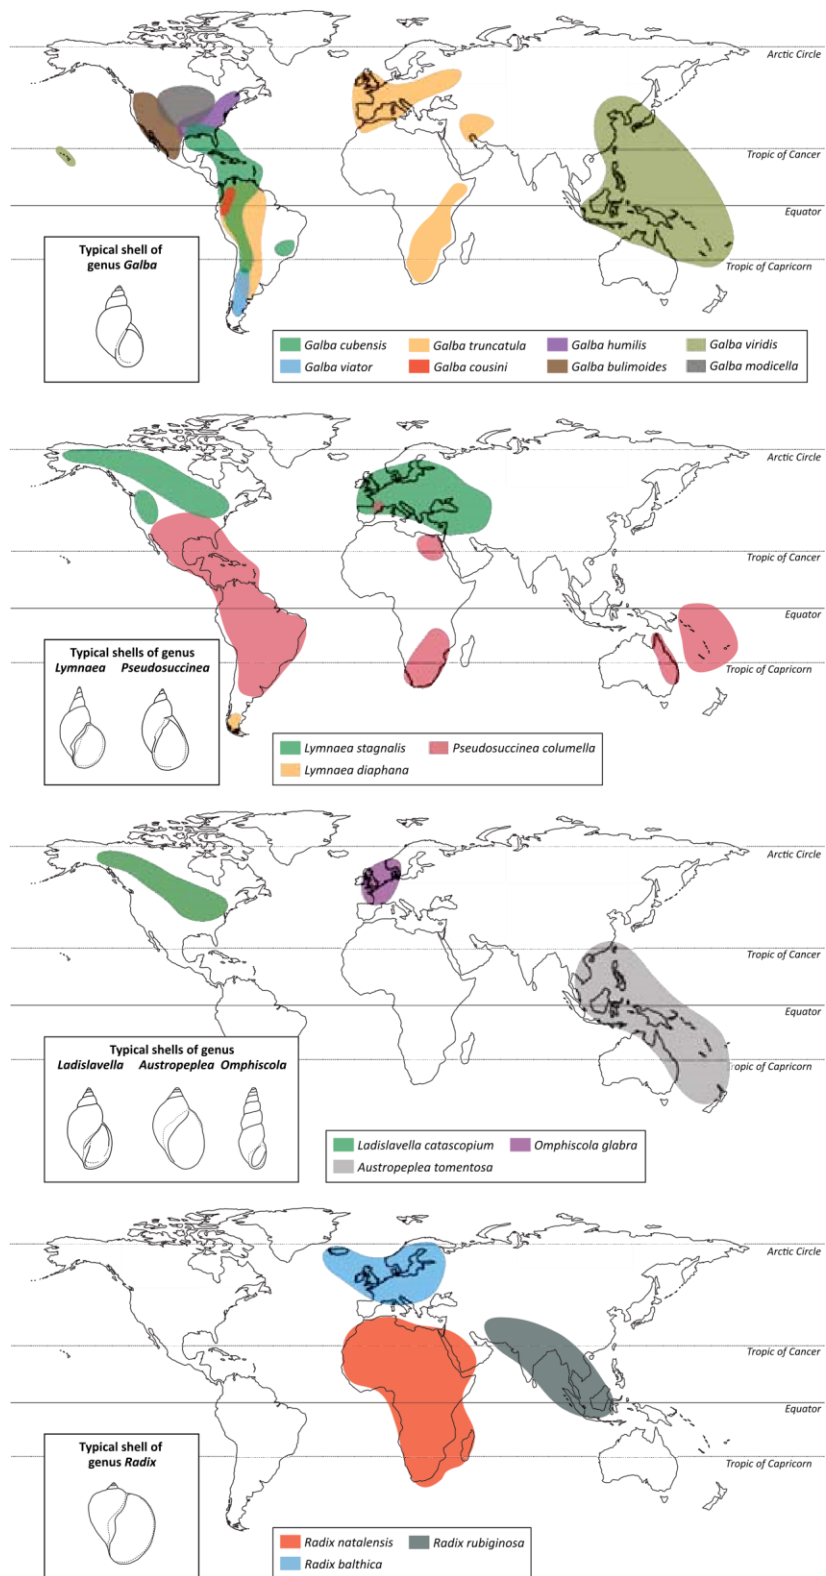 Arctic Circle
Tropic of Cancer
Equator
Tropic of Capricorn
Typical shell of
genus Galba
Galba cubensis
Galba truncatula
Galba humilis
Galba viridis
Galba viator
Galba cousini
Galba bulimoides
Galba modicella
Arctic Circle
Tropic of Cancer
Equator
Tropic of Capricorn
Typical shells of genus
Lymnaea Pseudosuccinea
Lymnaea stagnalis
Pseudosuccinea columella
Lymnaea diaphana
Arctic Circle
Tropic of Cancer
Equator
Tropic of Capricorn
Typical shells of genus
Ladislavella Austropeplea Omphiscola
Ladislavella catascopium
Omphiscola glabra
Austropeplea tomentosa
Arctic Circle
Tropic of Cancer
Equator
Tropic of Capricorn
Typical shell of
genus Radix
Radix natalensis
Radix rubiginosa
Radix balthica